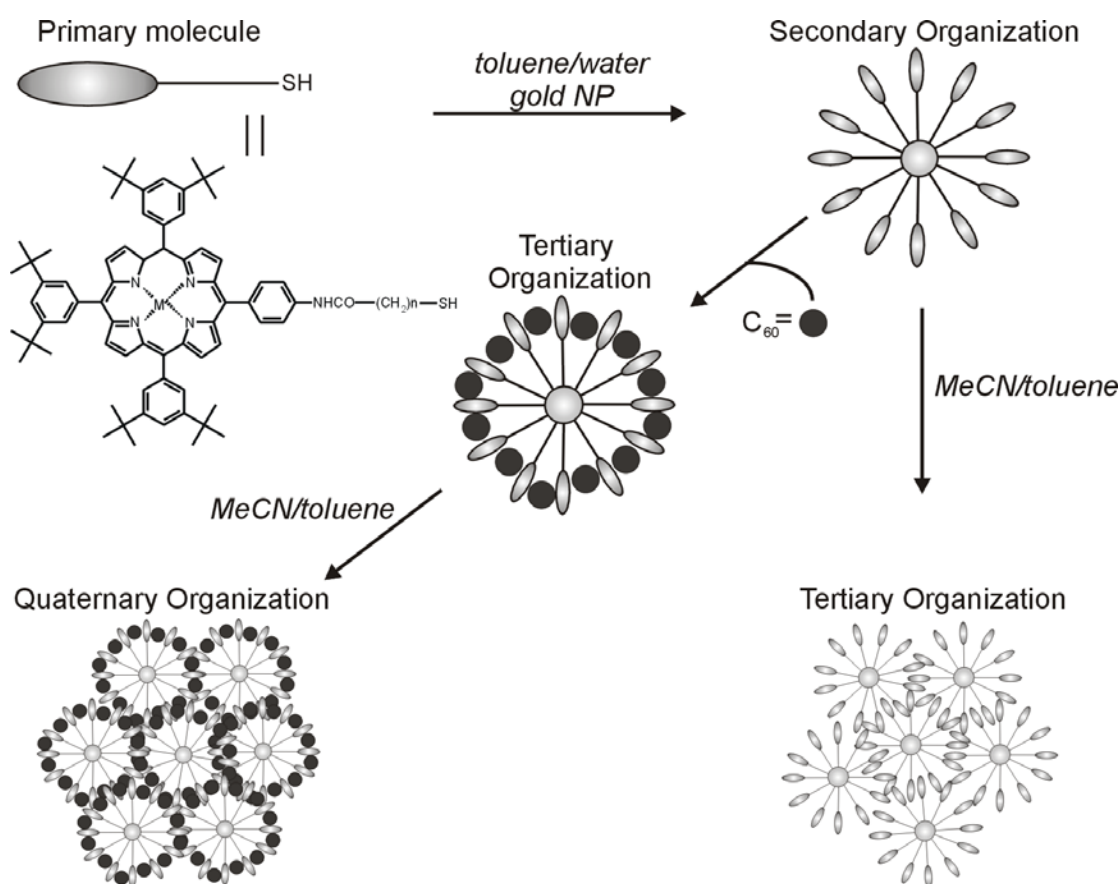 Primary molecule
SH
toluene/water
gold NP
Secondary Organization
N
N
M
N
N
NHCO—(CH₂)n—SH
Tertiary
Organization
C₆₀=
MeCN/toluene
MeCN/toluene
Quaternary Organization
Tertiary Organization